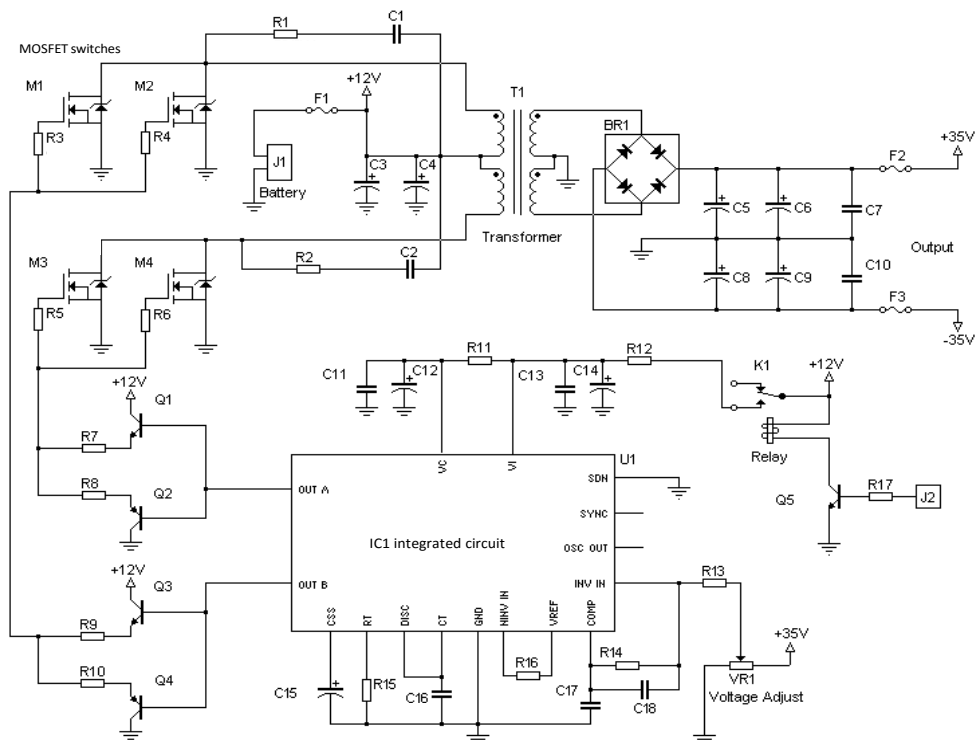 R1
C1
MOSFET switches
M1
M2
+12V
F1
T1
R3
R4
BR1
+35V
J1
C3
C4
F2
Battery
C5
C6
C7
Transformer
M3
M4
R2
C2
Output
C8
C9
C10
R5
R6
F3
-35V
R11
R12
K1
+12V
C11
C12
C13
C14
+12V
Q1
R7
Relay
VC
VI
U1
SDN
R8
Q2
OUT A
Q5
R17
J2
SYNC
IC1 integrated circuit
OSC OUT
+12V
Q3
OUT B
INV IN
R13
CSS
RT
DISC
CT
GND
NINV IN
VREF
COMP
R9
+35V
R10
Q4
R14
R16
C15
R15
C16
C17
C18
VR1
Voltage Adjust